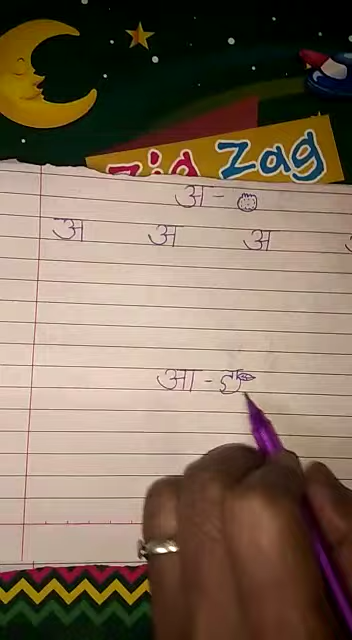 Zig Zag
अ -
अ अ अ
आ -